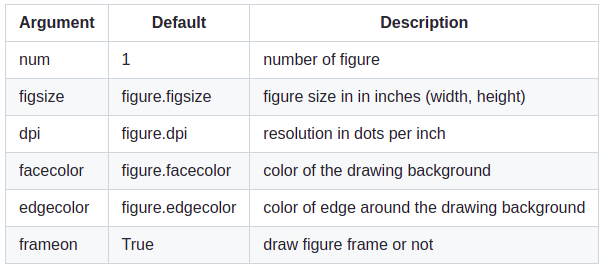 Argument Default Description
num 1 number of figure
figsize figure.figsize figure size in in inches (width, height)
dpi figure.dpi resolution in dots per inch
facecolor figure.facecolor color of the drawing background
edgecolor figure.edgecolor color of edge around the drawing background
frameon True draw figure frame or not